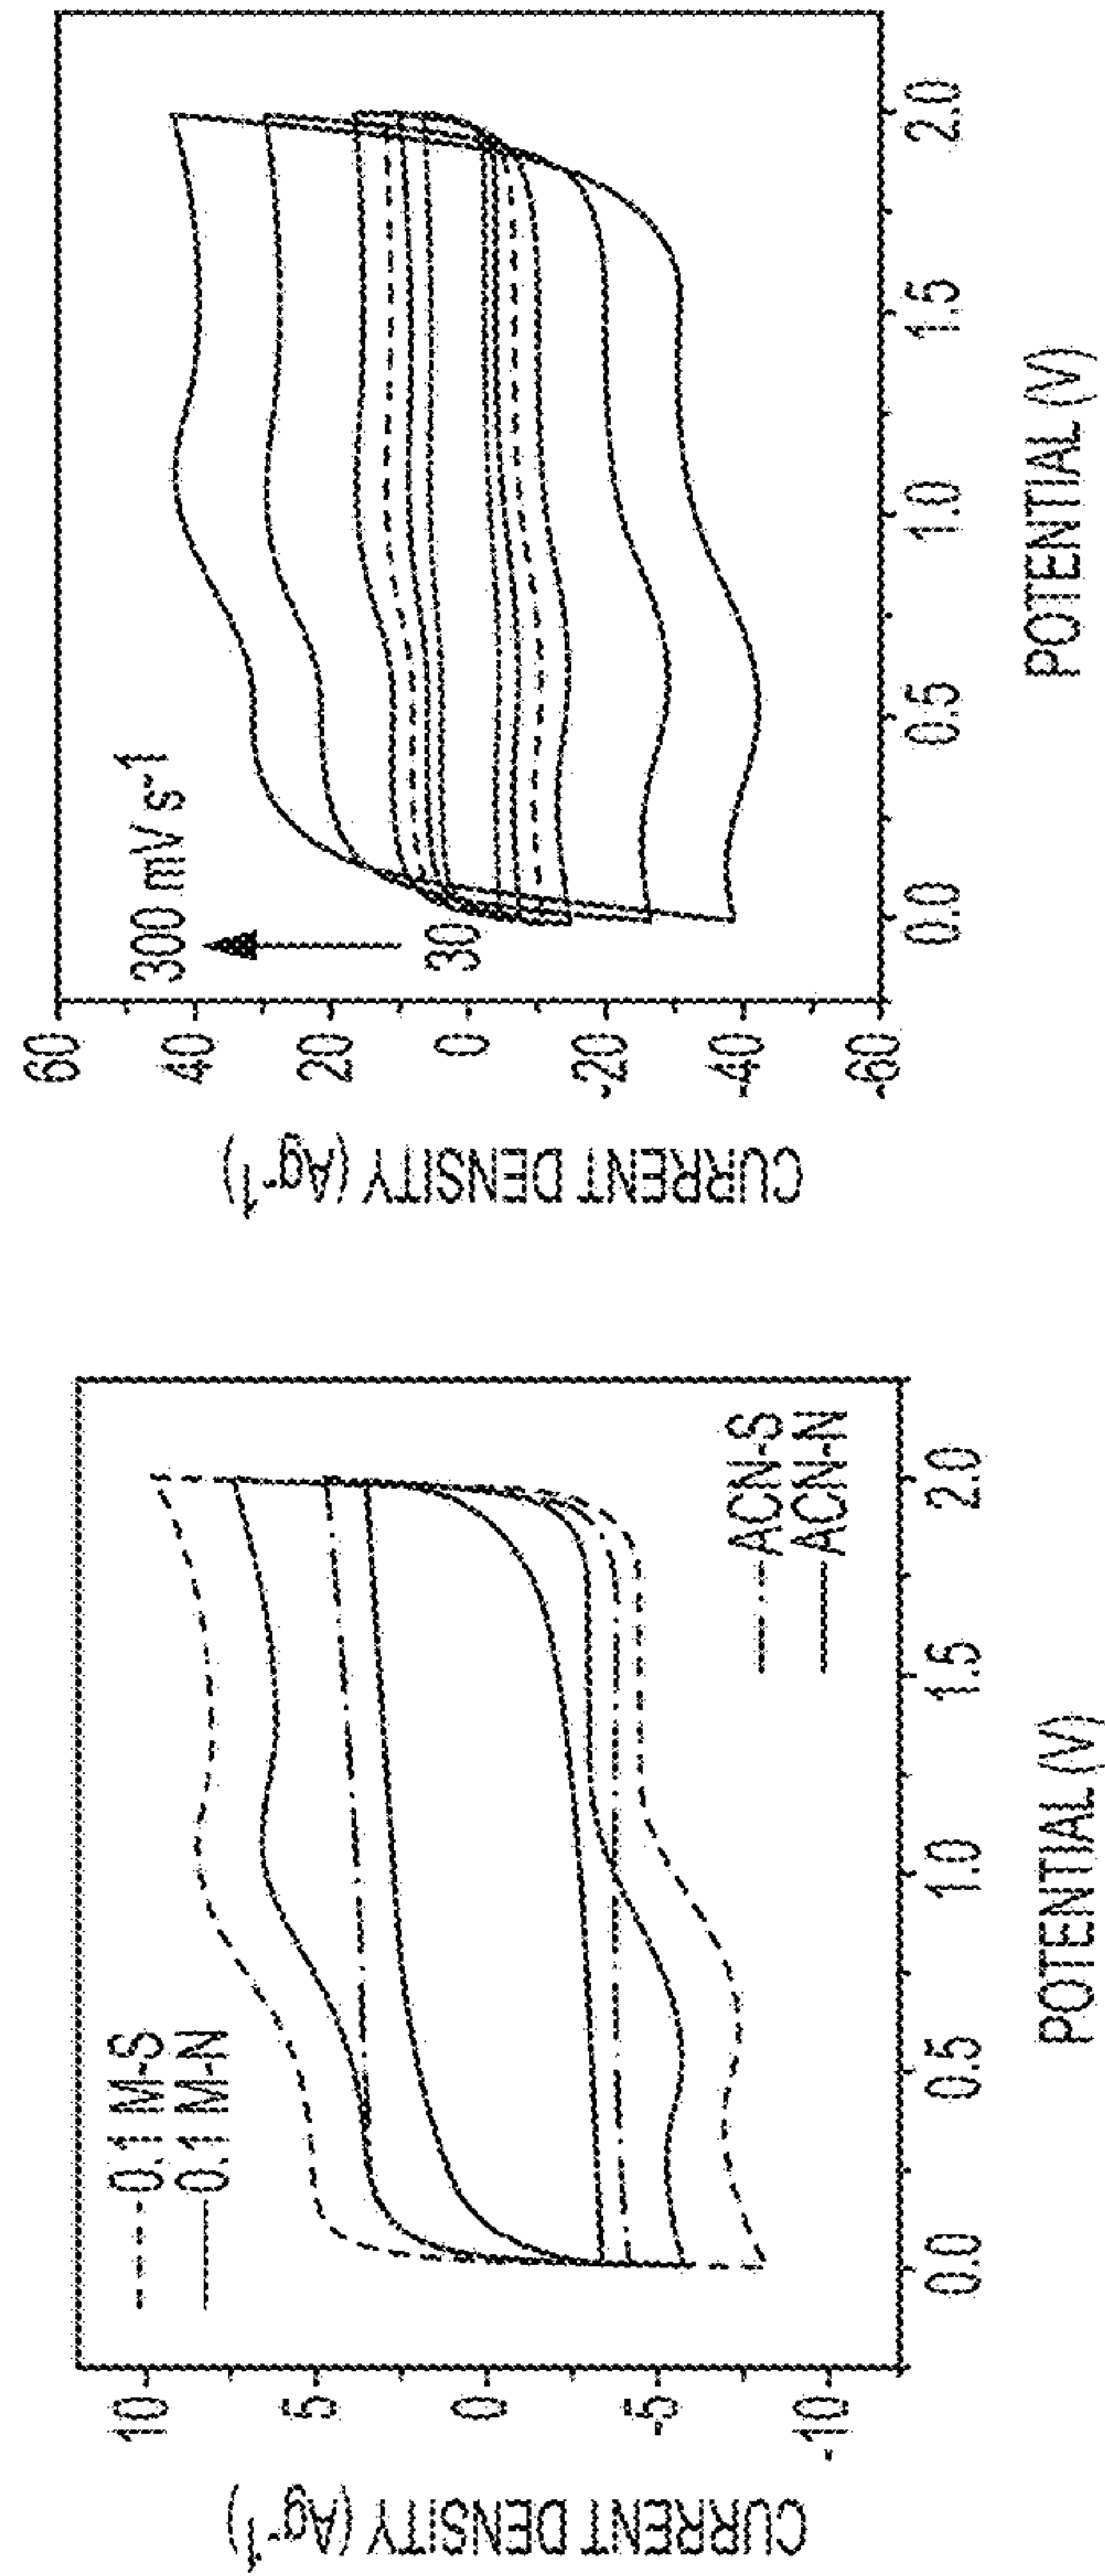 CURRENT DENSITY (Ag-1)
10
5
0
-5
-10
0.1 M-S
0.1 M-N
ACN-S
ACN-N
0.0
0.5
1.0
1.5
2.0
POTENTIAL (V)
CURRENT DENSITY (Ag-1)
60
40
20
0
-20
-40
-60
300 mV s-1
30
0.0
0.5
1.0
1.5
2.0
POTENTIAL (V)